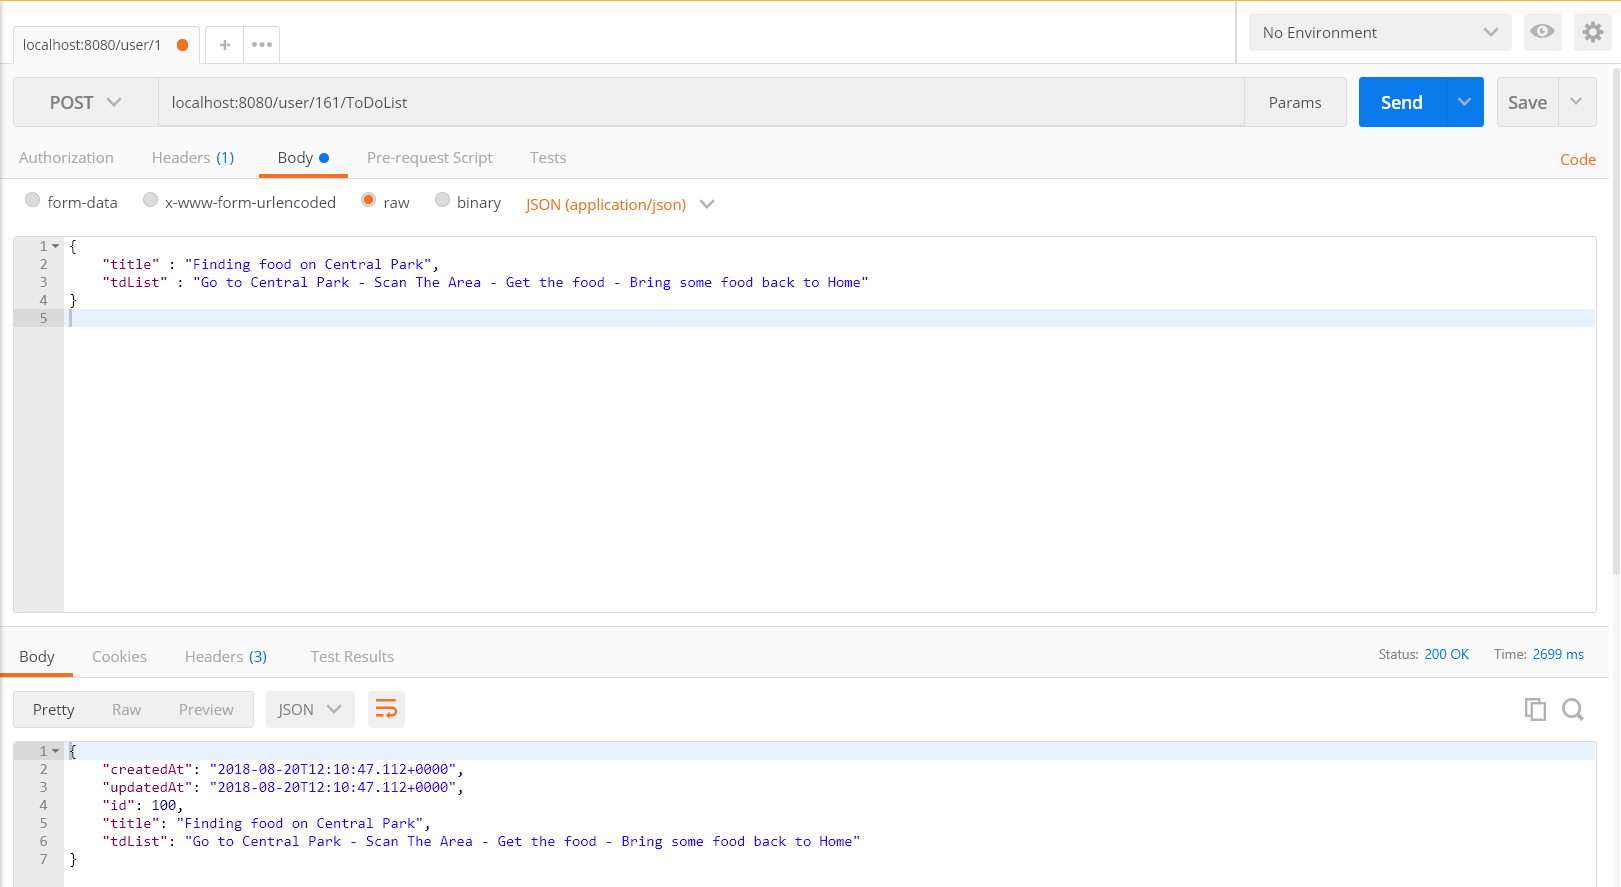 localhost:8080/user/1
No Environment
POST localhost:8080/user/161/ToDoList Params Send Save
Authorization Headers (1) Body Pre-request Script Tests Code
form-data x-www-form-urlencoded raw binary JSON (application/json)
1 {
2 "title" : "Finding food on Central Park",
3 "tdList" : "Go to Central Park - Scan The Area - Get the food - Bring some food back to Home"
4 }
5
Body Cookies Headers (3) Test Results Status: 200 OK Time: 2699 ms
Pretty Raw Preview JSON
1 {
2 "createdAt": "2018-08-20T12:10:47.112+0000",
3 "updatedAt": "2018-08-20T12:10:47.112+0000",
4 "id": 100,
5 "title": "Finding food on Central Park",
6 "tdList": "Go to Central Park - Scan The Area - Get the food - Bring some food back to Home"
7 }